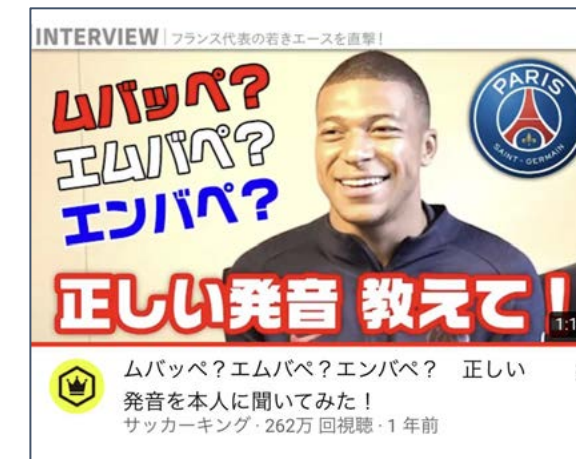 INTERVIEW フランス代表の若きエースを直撃!
ムバッペ?
エムバペ?
エンバペ?
PARIS
SAINT-GERMAIN
正しい発音 教えて!
ムバッペ?エムバペ?エンバペ? 正しい
発音を本人に聞いてみた!
サッカーキング・262万 回視聴・1 年前